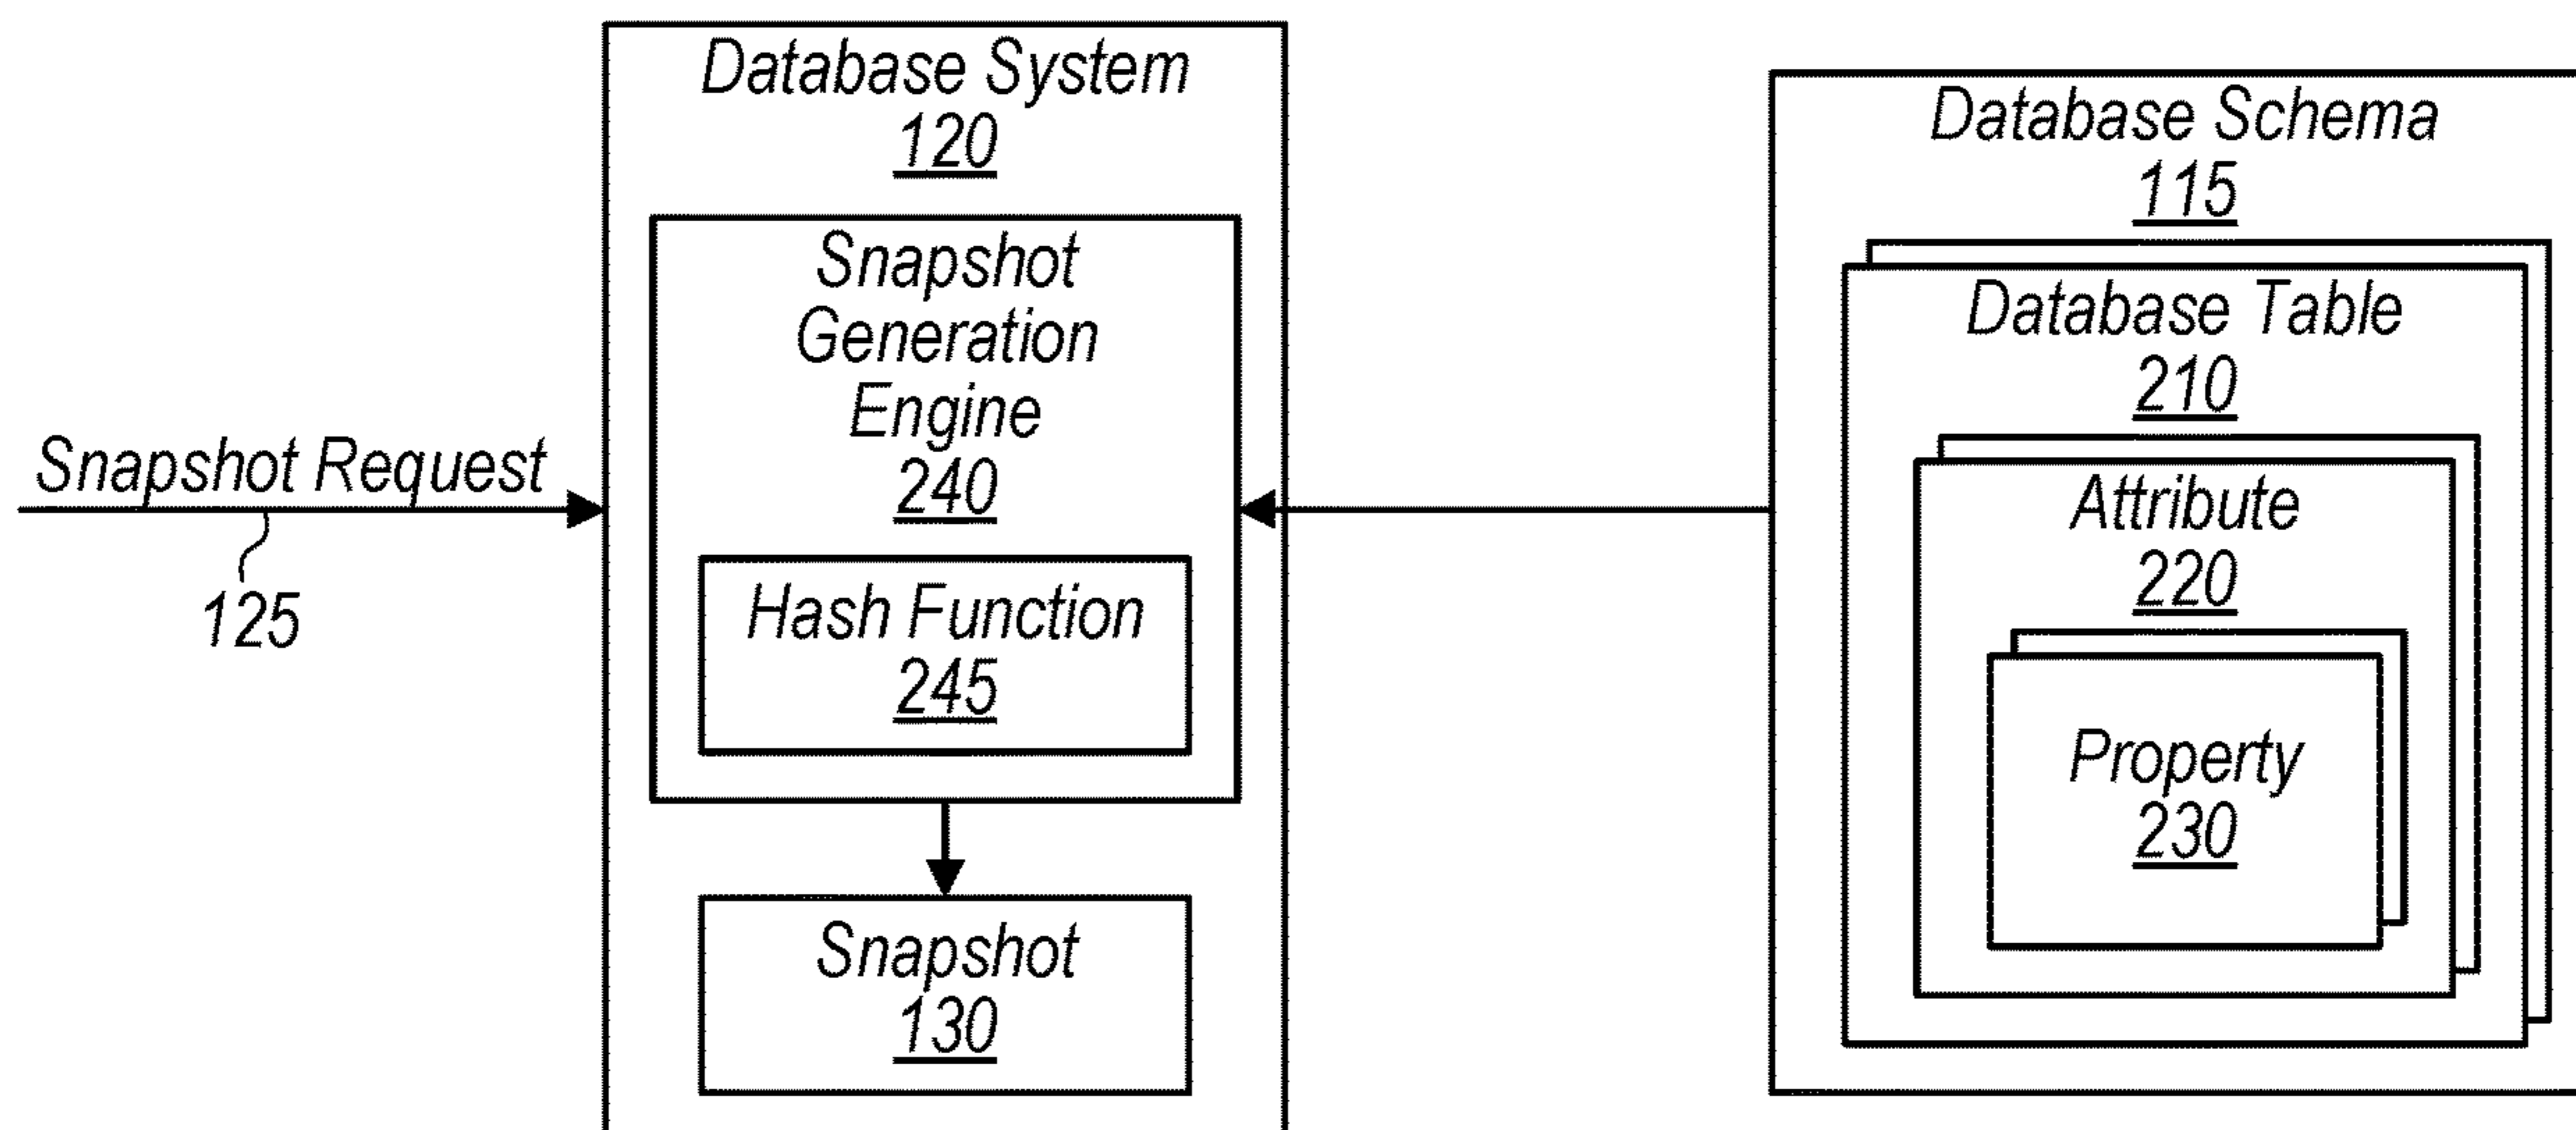 Snapshot Request
125
Database System
120
Snapshot
Generation
Engine
240
Hash Function
245
Snapshot
130
Database Schema
115
Database Table
210
Attribute
220
Property
230